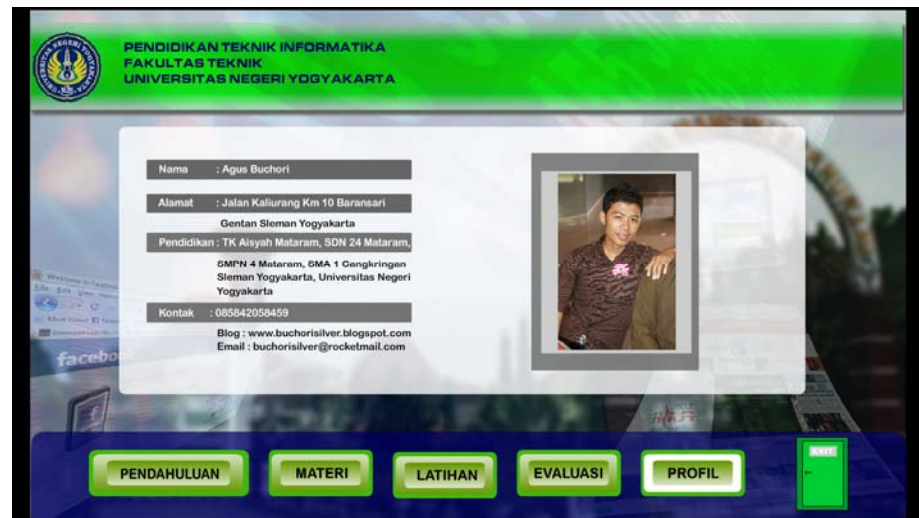 PENDIDIKAN TEKNIK INFORMATIKA
FAKULTAS TEKNIK
UNIVERSITAS NEGERI YOGYAKARTA
Nama : Agus Buchori
Alamat : Jalan Kaliurang Km 10 Baransari
Gentan Sleman Yogyakarta
Pendidikan : TK Aisyah Mataram, SDN 24 Mataram,
SMPN 4 Mataram, SMA 1 Cangkringan
Sleman Yogyakarta, Universitas Negeri
Yogyakarta
Kontak : 085842058459
Blog : www.buchorisilver.blogspot.com
Email : buchorisilver@rocketmail.com
facebo
PENDAHULUAN
MATERI
LATIHAN
EVALUASI
PROFIL
EXIT